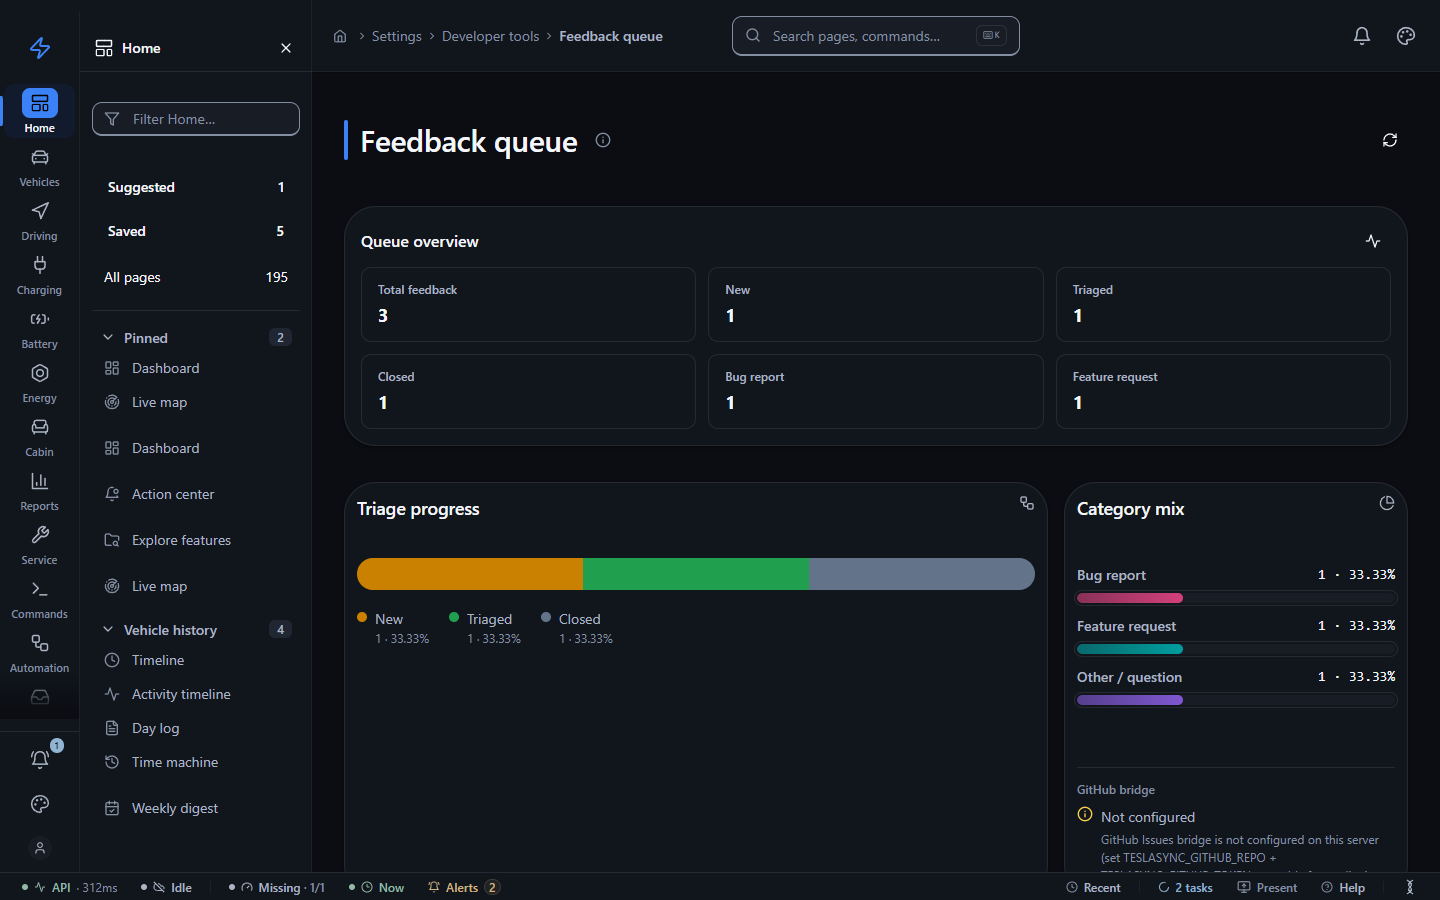 Home
Vehicles
Driving
Charging
Battery
Energy
Cabin
Reports
Service
Commands
Automation
1
Home
Filter Home...
Suggested 1
Saved 5
All pages 195
Pinned 2
Dashboard
Live map
Dashboard
Action center
Explore features
Live map
Vehicle history 4
Timeline
Activity timeline
Day log
Time machine
Weekly digest
Settings > Developer tools > Feedback queue
Search pages, commands... K
Feedback queue
Queue overview
Total feedback
3
New
1
Triaged
1
Closed
1
Bug report
1
Feature request
1
Triage progress
New
1 · 33.33%
Triaged
1 · 33.33%
Closed
1 · 33.33%
Category mix
Bug report 1 · 33.33%
Feature request 1 · 33.33%
Other / question 1 · 33.33%
GitHub bridge
Not configured
GitHub Issues bridge is not configured on this server
(set TESLASYNC_GITHUB_REPO +
API · 312ms
Idle
Missing · 1/1
Now
Alerts 2
Recent
2 tasks
Present
Help